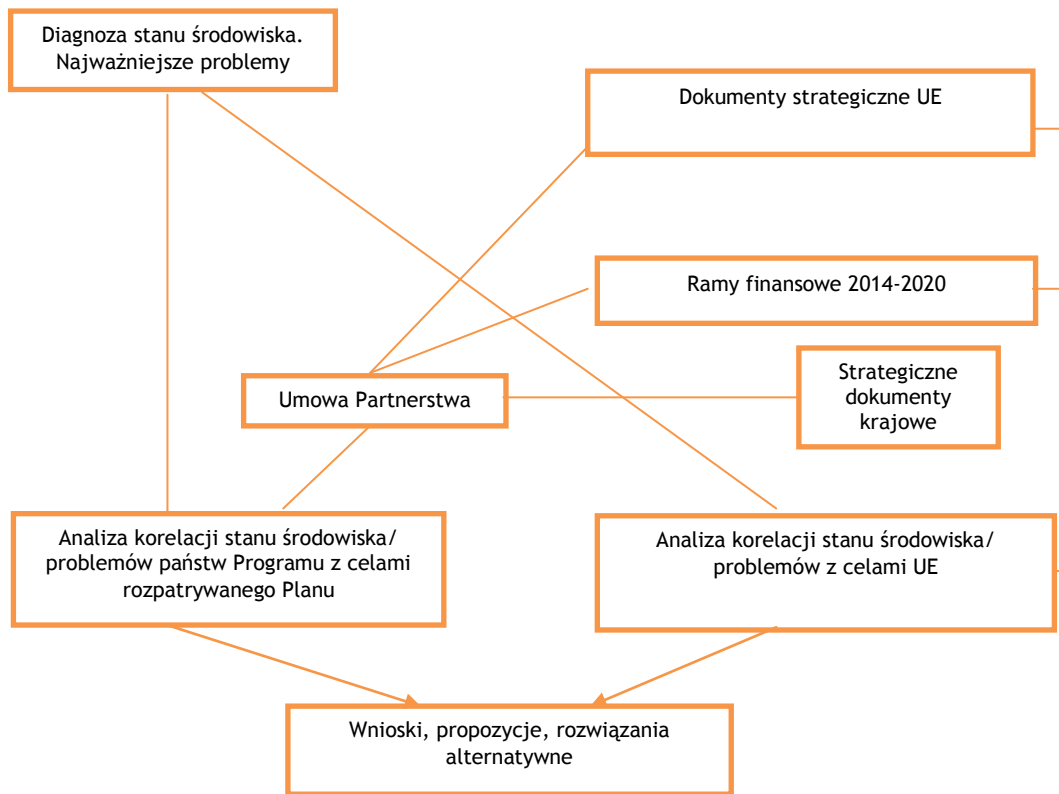 Diagnoza stanu środowiska.
Najważniejsze problemy
Dokumenty strategiczne UE
Ramy finansowe 2014-2020
Strategiczne
dokumenty
krajowe
Umowa Partnerstwa
Analiza korelacji stanu środowiska/
problemów państw Programu z celami
rozpatrywanego Planu
Analiza korelacji stanu środowiska/
problemów z celami UE
Wnioski, propozycje, rozwiązania
alternatywne